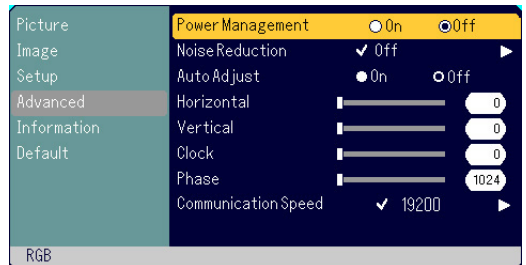 Picture
Image
Setup
Advanced
Information
Default
Power Management On Off
Noise Reduction Off
Auto Adjust On Off
Horizontal 0
Vertical 0
Clock 0
Phase 1024
Communication Speed 19200
RGB